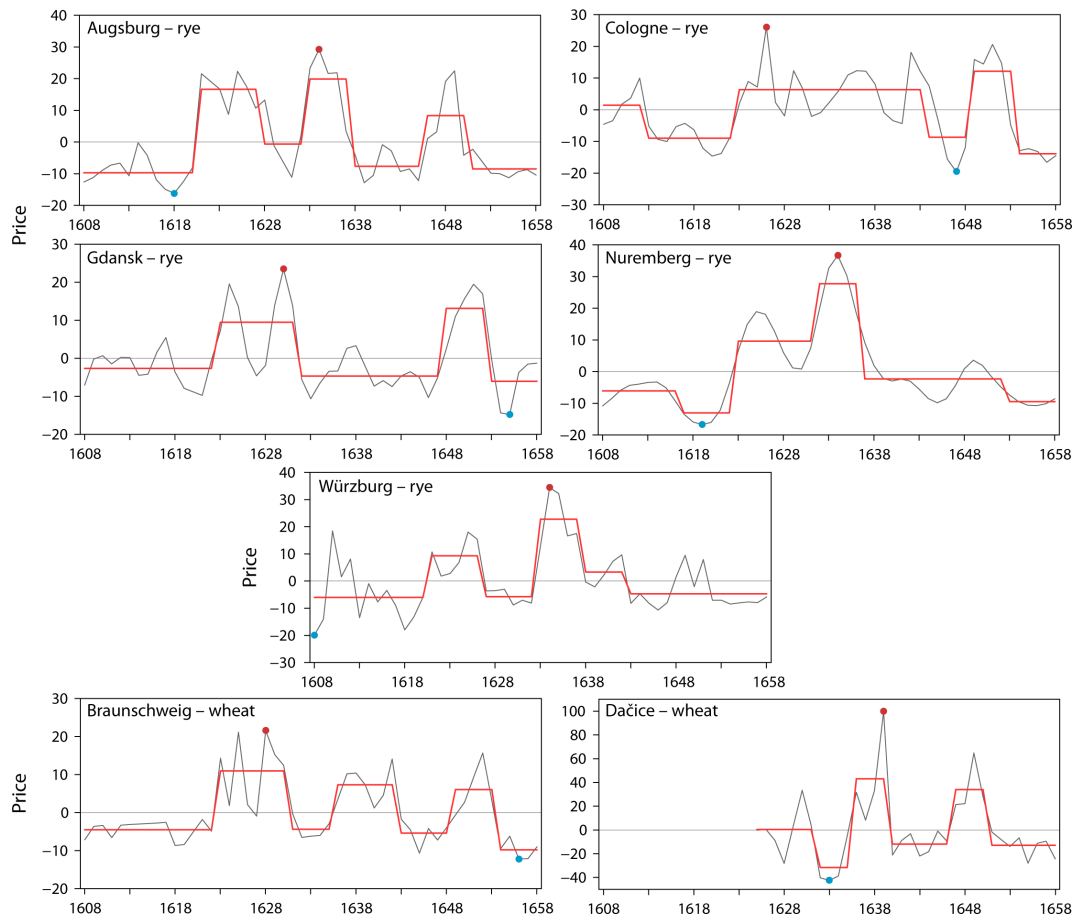 Augsburg – rye
40
30
20
10
0
−10
−20
1608 1618 1628 1638 1648 1658
Cologne – rye
30
20
10
0
−10
−20
−30
1608 1618 1628 1638 1648 1658
Price
Gdansk – rye
30
20
10
0
−10
−20
1608 1618 1628 1638 1648 1658
Nuremberg – rye
40
30
20
10
0
−10
−20
1608 1618 1628 1638 1648 1658
Würzburg – rye
Price
40
30
20
10
0
−10
−20
−30
1608 1618 1628 1638 1648 1658
Braunschweig – wheat
Price
30
20
10
0
−10
−20
1608 1618 1628 1638 1648 1658
Dačice – wheat
100
80
60
40
20
0
−20
−40
1608 1618 1628 1638 1648 1658